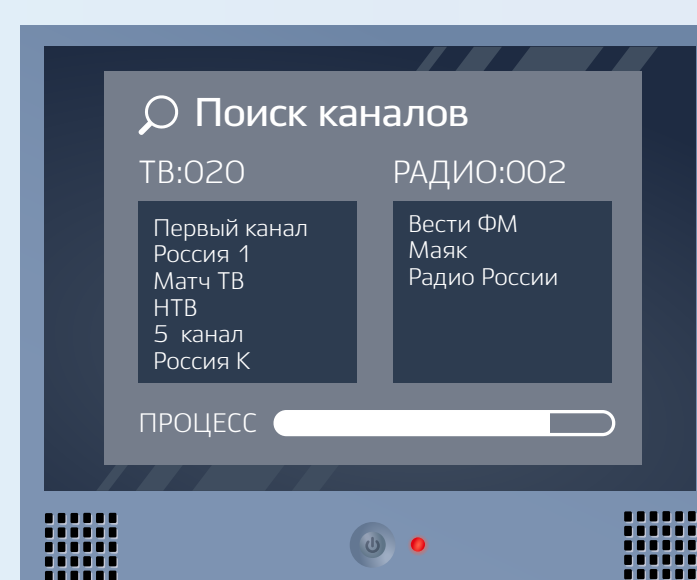 Поиск каналов
ТВ:020
Первый канал
Россия 1
Матч ТВ
НТВ
5 канал
Россия К
РАДИО:002
Вести ФМ
Маяк
Радио России
ПРОЦЕСС